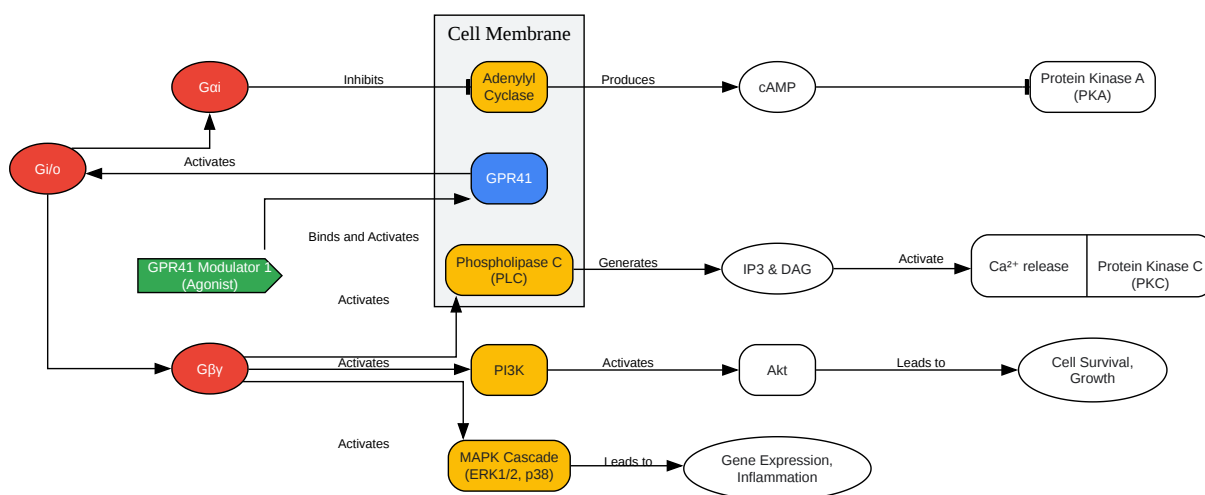 Cell Membrane
Gαi
Inhibits
Adenylyl
Cyclase
Produces
cAMP
Protein Kinase A
(PKA)
Gi/o
Activates
GPR41
Binds and Activates
GPR41 Modulator 1
(Agonist)
Phospholipase C
(PLC)
Generates
IP3 & DAG
Activate
Ca²⁺ release
Protein Kinase C
(PKC)
Activates
Gβγ
Activates
PI3K
Activates
Akt
Leads to
Cell Survival,
Growth
Activates
MAPK Cascade
(ERK1/2, p38)
Leads to
Gene Expression,
Inflammation